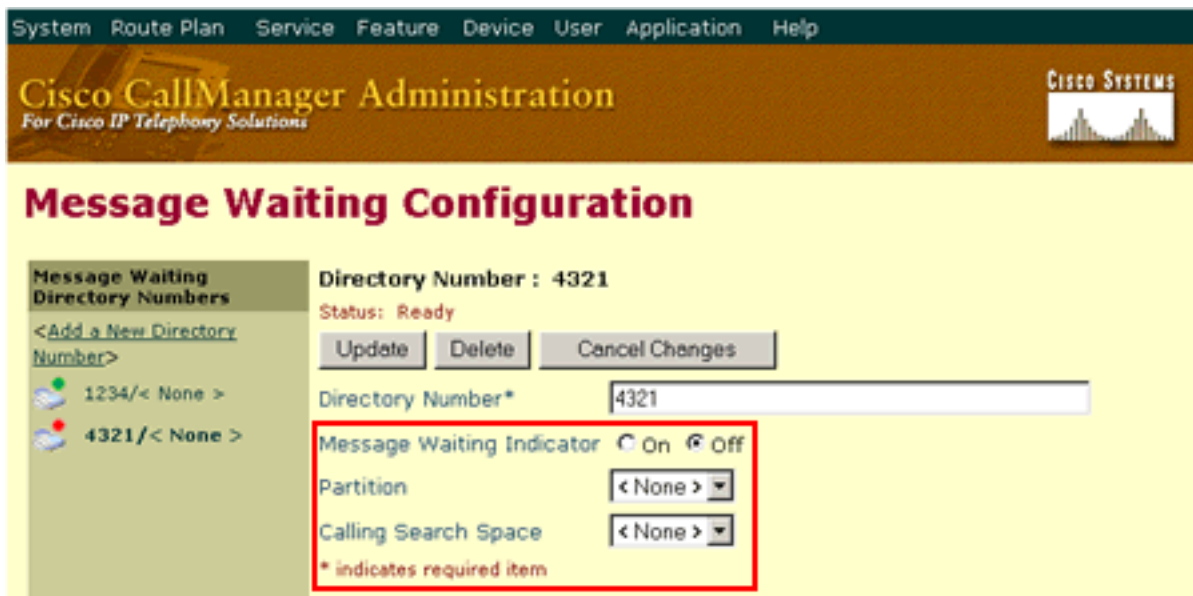 System Route Plan Service Feature Device User Application Help
Cisco CallManager Administration
For Cisco IP Telephony Solutions
CISCO SYSTEMS
Message Waiting Configuration
Message Waiting
Directory Numbers
<Add a New Directory
Number>
1234/< None >
4321/< None >
Directory Number : 4321
Status: Ready
Update Delete Cancel Changes
Directory Number* 4321
Message Waiting Indicator On Off
Partition < None >
Calling Search Space < None >
* indicates required item